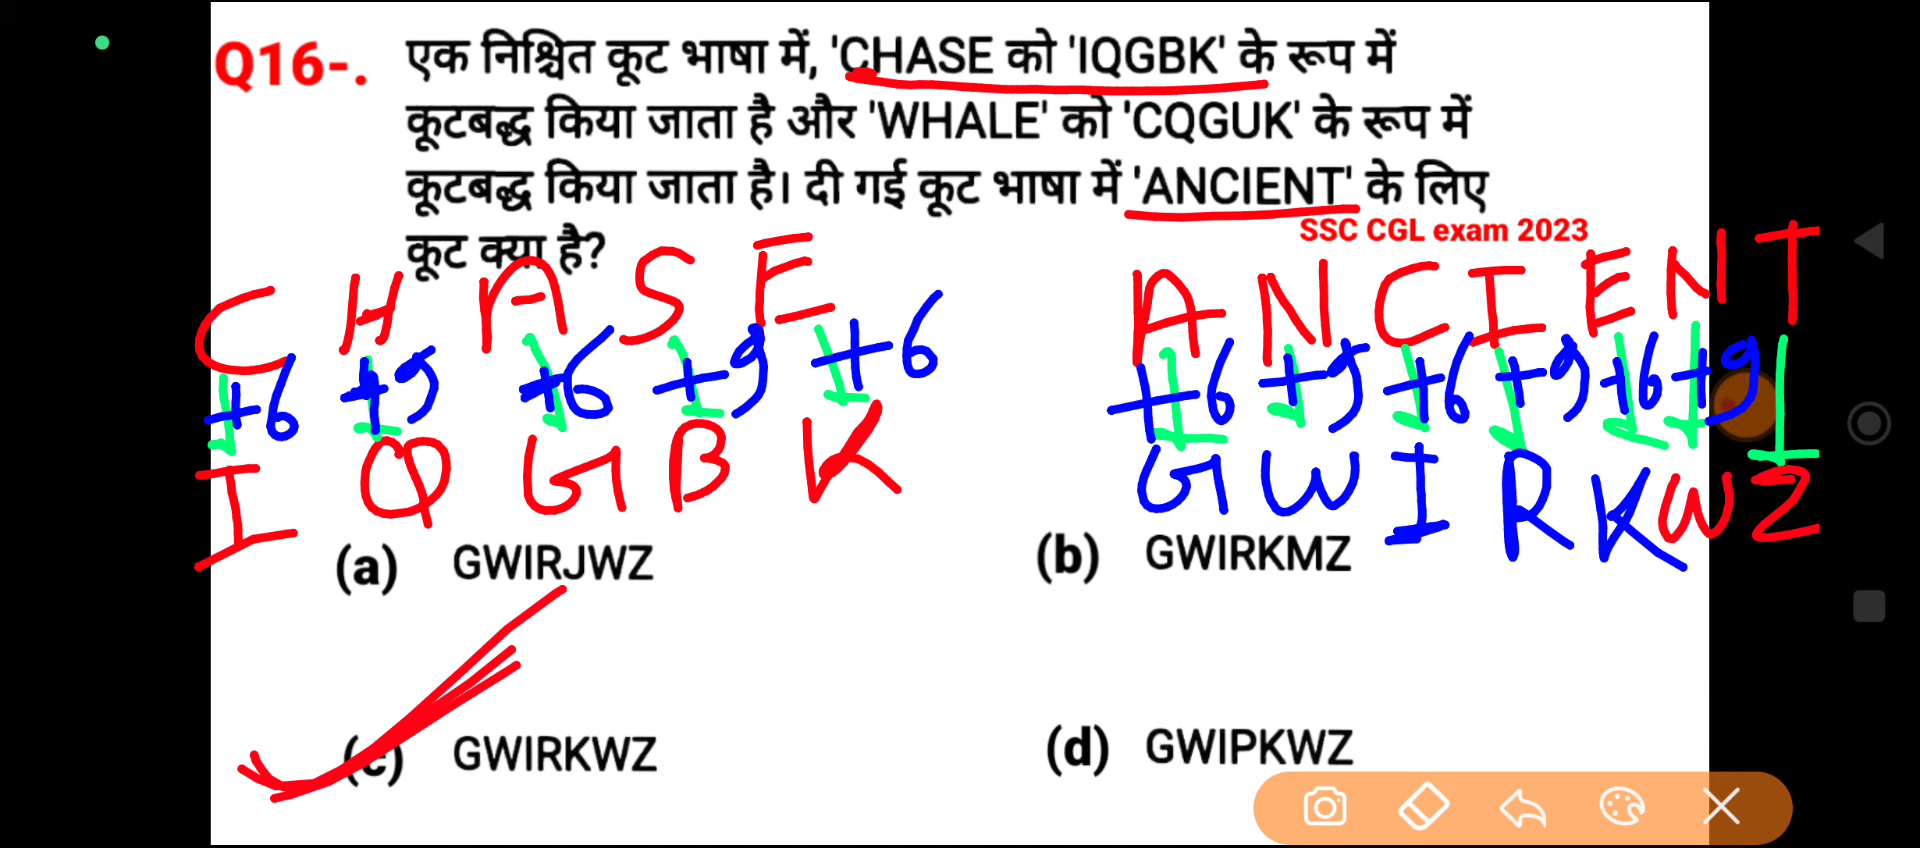 Q16-. एक निश्चित कूट भाषा में, 'CHASE को 'IQGBK' के रूप में
कूटबद्ध किया जाता है और 'WHALE' को 'CQGUK' के रूप में
कूटबद्ध किया जाता है। दी गई कूट भाषा में 'ANCIENT' के लिए
कूट क्या है?
SSC CGL exam 2023
C H A S E
+6 +9 +6 +9 +6
I Q G B K
A N C I E N T
+6 +9 +6 +9 +6 +9
G W I R K W Z
(a) GWIRJWZ
(b) GWIRKMZ
(c) GWIRKWZ
(d) GWIPKWZ